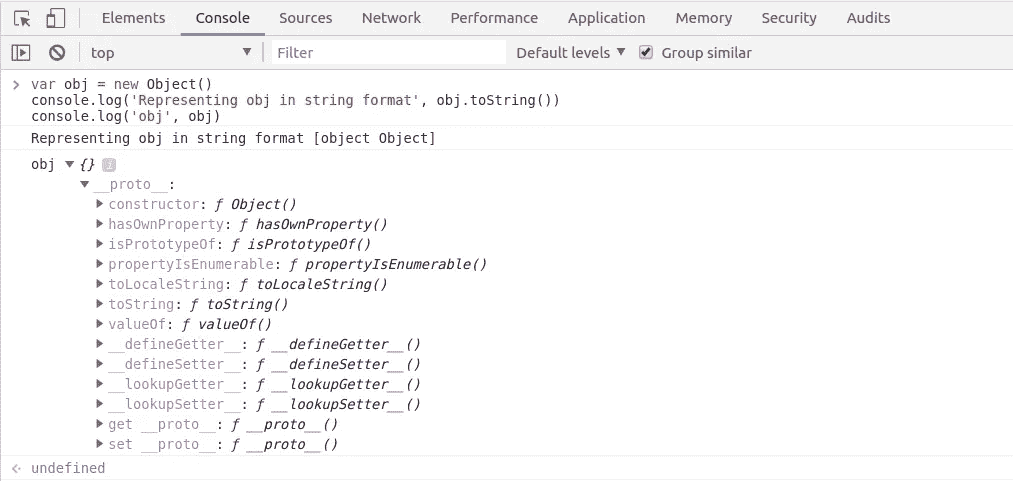 Elements Console Sources Network Performance Application Memory Security Audits
top Filter Default levels Group similar
var obj = new Object()
console.log('Representing obj in string format', obj.toString())
console.log('obj', obj)
Representing obj in string format [object Object]
obj {} i
__proto__:
constructor: ƒ Object()
hasOwnProperty: ƒ hasOwnProperty()
isPrototypeOf: ƒ isPrototypeOf()
propertyIsEnumerable: ƒ propertyIsEnumerable()
toLocaleString: ƒ toLocaleString()
toString: ƒ toString()
valueOf: ƒ valueOf()
__defineGetter__: ƒ __defineGetter__()
__defineSetter__: ƒ __defineSetter__()
__lookupGetter__: ƒ __lookupGetter__()
__lookupSetter__: ƒ __lookupSetter__()
get __proto__: ƒ __proto__()
set __proto__: ƒ __proto__()
undefined